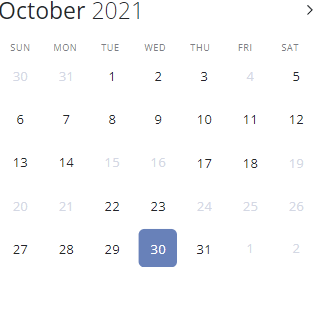 October 2021
SUN MON TUE WED THU FRI SAT
30 31 1 2 3 4 5
6 7 8 9 10 11 12
13 14 15 16 17 18 19
20 21 22 23 24 25 26
27 28 29 30 31 1 2